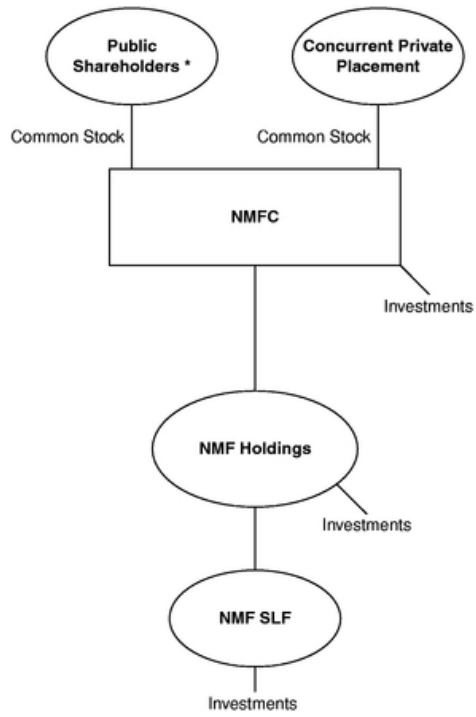 Public
Shareholders *
Concurrent Private
Placement
Common Stock
Common Stock
NMFC
Investments
NMF Holdings
Investments
NMF SLF
Investments